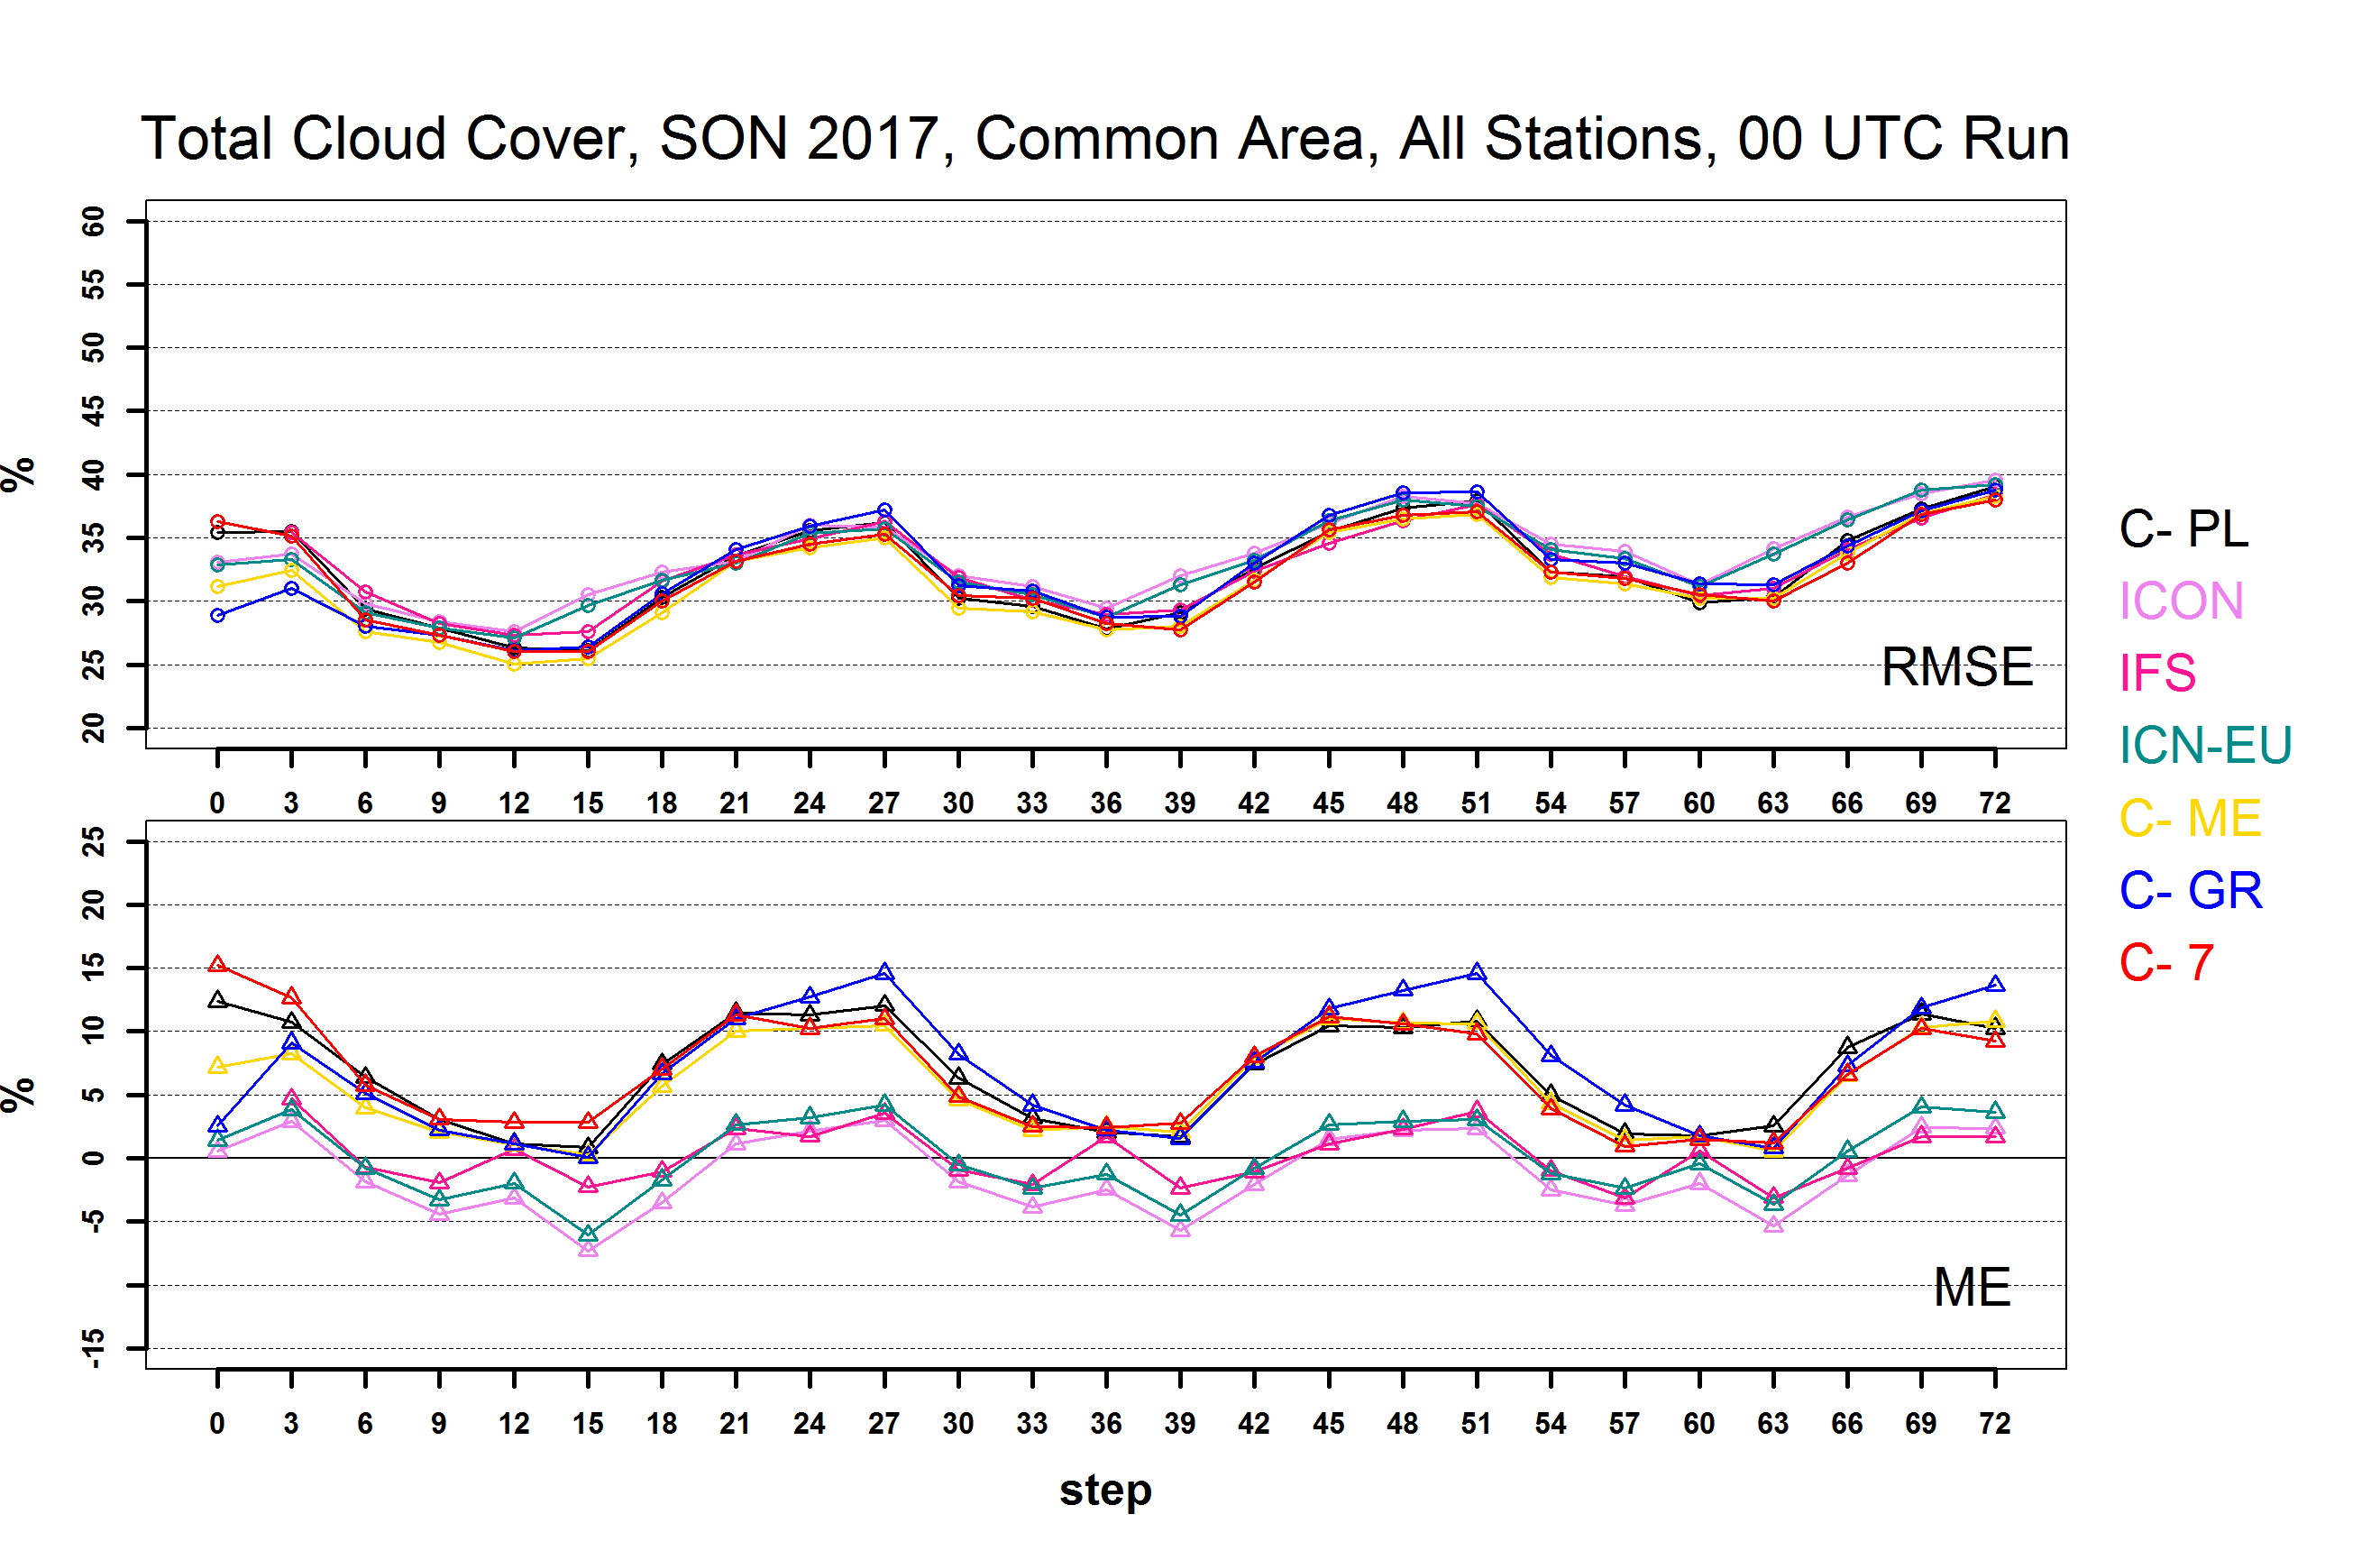 Total Cloud Cover, SON 2017, Common Area, All Stations, 00 UTC Run
%
60
55
50
45
40
35
30
25
20
RMSE
0 3 6 9 12 15 18 21 24 27 30 33 36 39 42 45 48 51 54 57 60 63 66 69 72
%
25
20
15
10
5
0
-5
-15
ME
0 3 6 9 12 15 18 21 24 27 30 33 36 39 42 45 48 51 54 57 60 63 66 69 72
step
C- PL
ICON
IFS
ICN-EU
C- ME
C- GR
C- 7